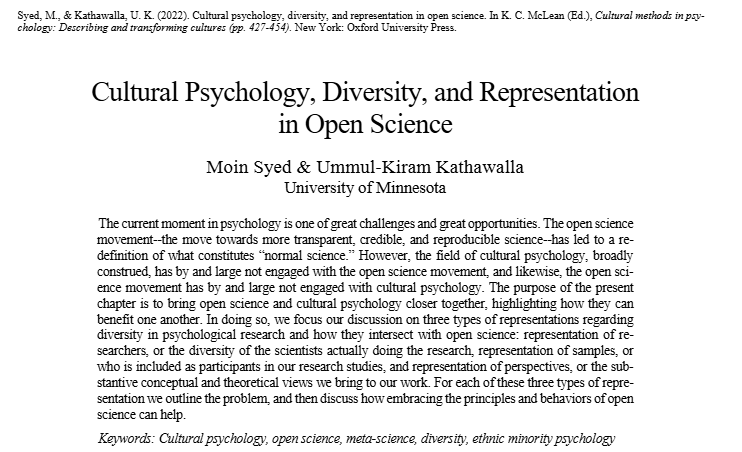 Syed, M., & Kathawalla, U. K. (2022). Cultural psychology, diversity, and representation in open science. In K. C. McLean (Ed.), Cultural methods in psy-
chology: Describing and transforming cultures (pp. 427-454). New York: Oxford University Press.
Cultural Psychology, Diversity, and Representation
in Open Science
Moin Syed & Ummul-Kiram Kathawalla
University of Minnesota
The current moment in psychology is one of great challenges and great opportunities. The open science
movement--the move towards more transparent, credible, and reproducible science--has led to a re-
definition of what constitutes “normal science.” However, the field of cultural psychology, broadly
construed, has by and large not engaged with the open science movement, and likewise, the open sci-
ence movement has by and large not engaged with cultural psychology. The purpose of the present
chapter is to bring open science and cultural psychology closer together, highlighting how they can
benefit one another. In doing so, we focus our discussion on three types of representations regarding
diversity in psychological research and how they intersect with open science: representation of re-
searchers, or the diversity of the scientists actually doing the research, representation of samples, or
who is included as participants in our research studies, and representation of perspectives, or the sub-
stantive conceptual and theoretical views we bring to our work. For each of these three types of repre-
sentation we outline the problem, and then discuss how embracing the principles and behaviors of open
science can help.
Keywords: Cultural psychology, open science, meta-science, diversity, ethnic minority psychology